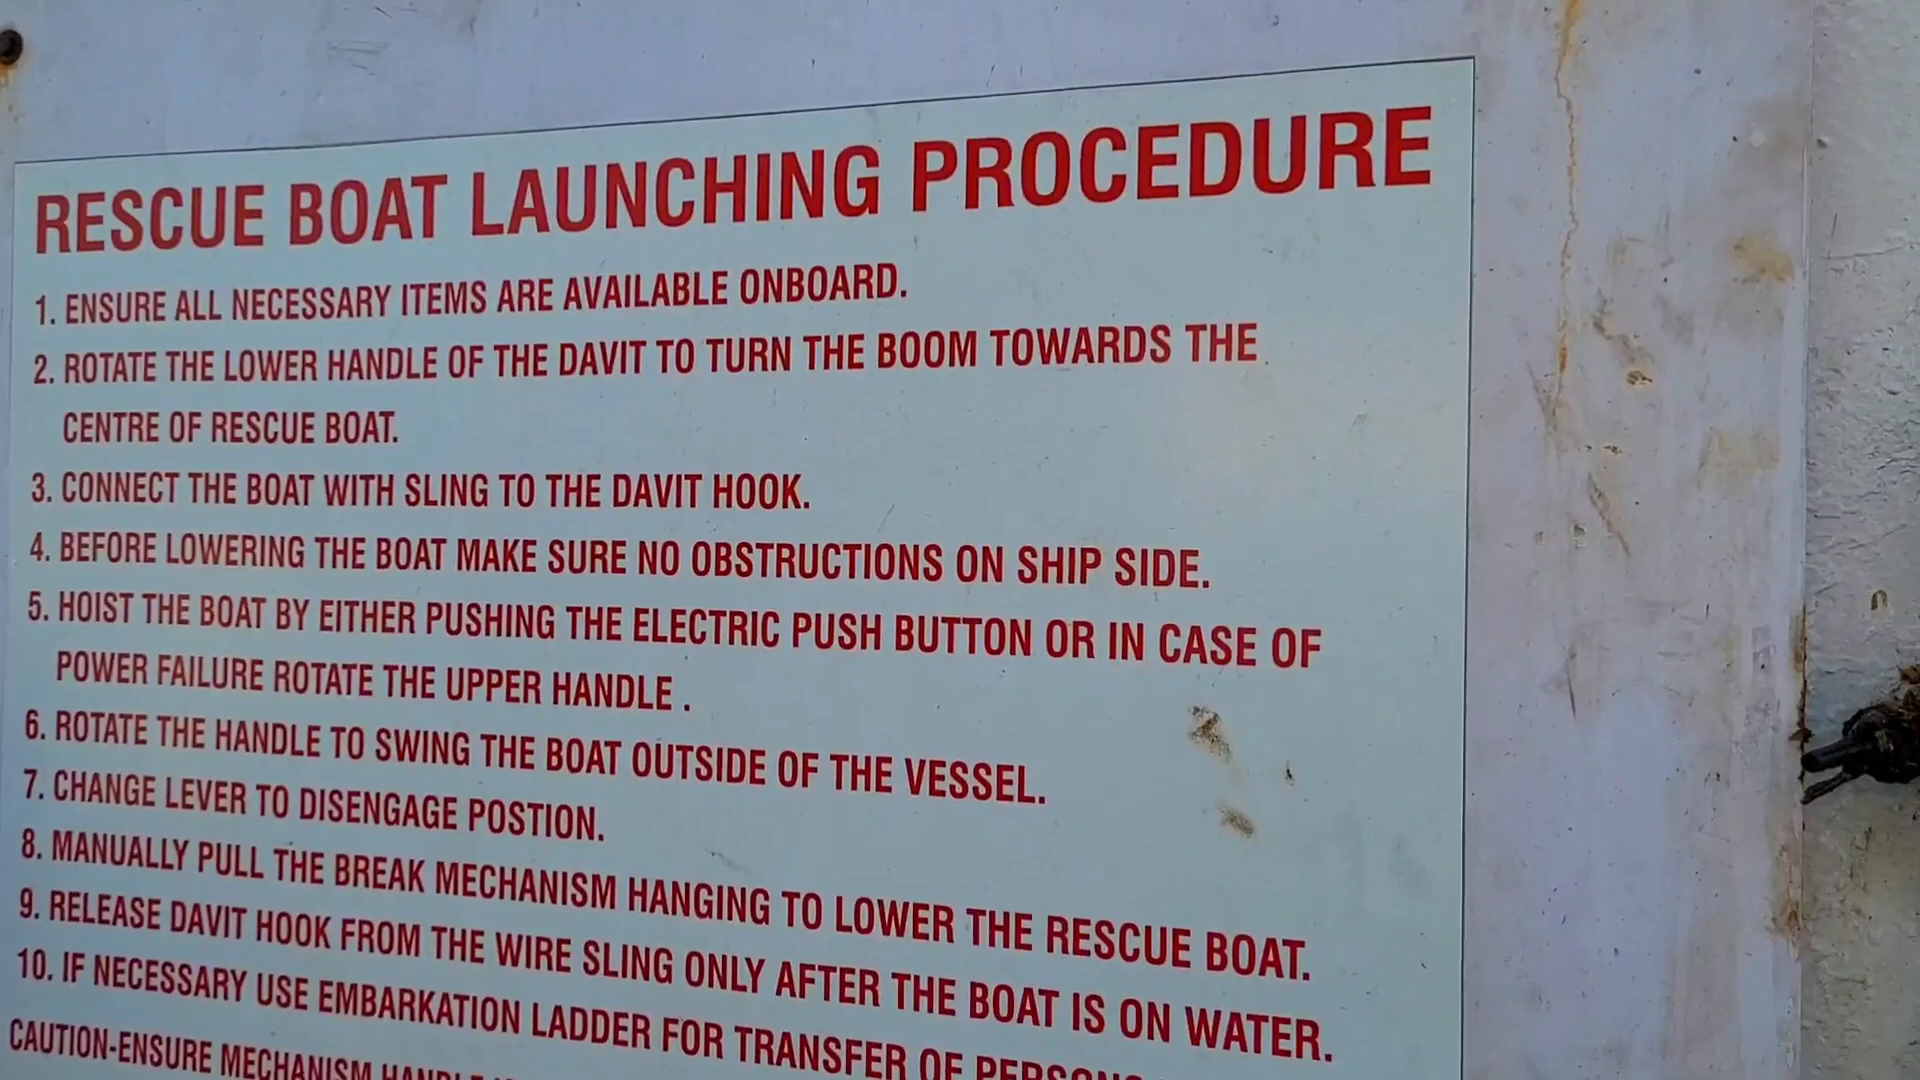 RESCUE BOAT LAUNCHING PROCEDURE
1. ENSURE ALL NECESSARY ITEMS ARE AVAILABLE ONBOARD.
2. ROTATE THE LOWER HANDLE OF THE DAVIT TO TURN THE BOOM TOWARDS THE
CENTRE OF RESCUE BOAT.
3. CONNECT THE BOAT WITH SLING TO THE DAVIT HOOK.
4. BEFORE LOWERING THE BOAT MAKE SURE NO OBSTRUCTIONS ON SHIP SIDE.
5. HOIST THE BOAT BY EITHER PUSHING THE ELECTRIC PUSH BUTTON OR IN CASE OF
POWER FAILURE ROTATE THE UPPER HANDLE .
6. ROTATE THE HANDLE TO SWING THE BOAT OUTSIDE OF THE VESSEL.
7. CHANGE LEVER TO DISENGAGE POSTION.
8. MANUALLY PULL THE BREAK MECHANISM HANGING TO LOWER THE RESCUE BOAT.
9. RELEASE DAVIT HOOK FROM THE WIRE SLING ONLY AFTER THE BOAT IS ON WATER.
10. IF NECESSARY USE EMBARKATION LADDER FOR TRANSFER OF PERSONS
CAUTION-ENSURE MECHANISM HANDLE